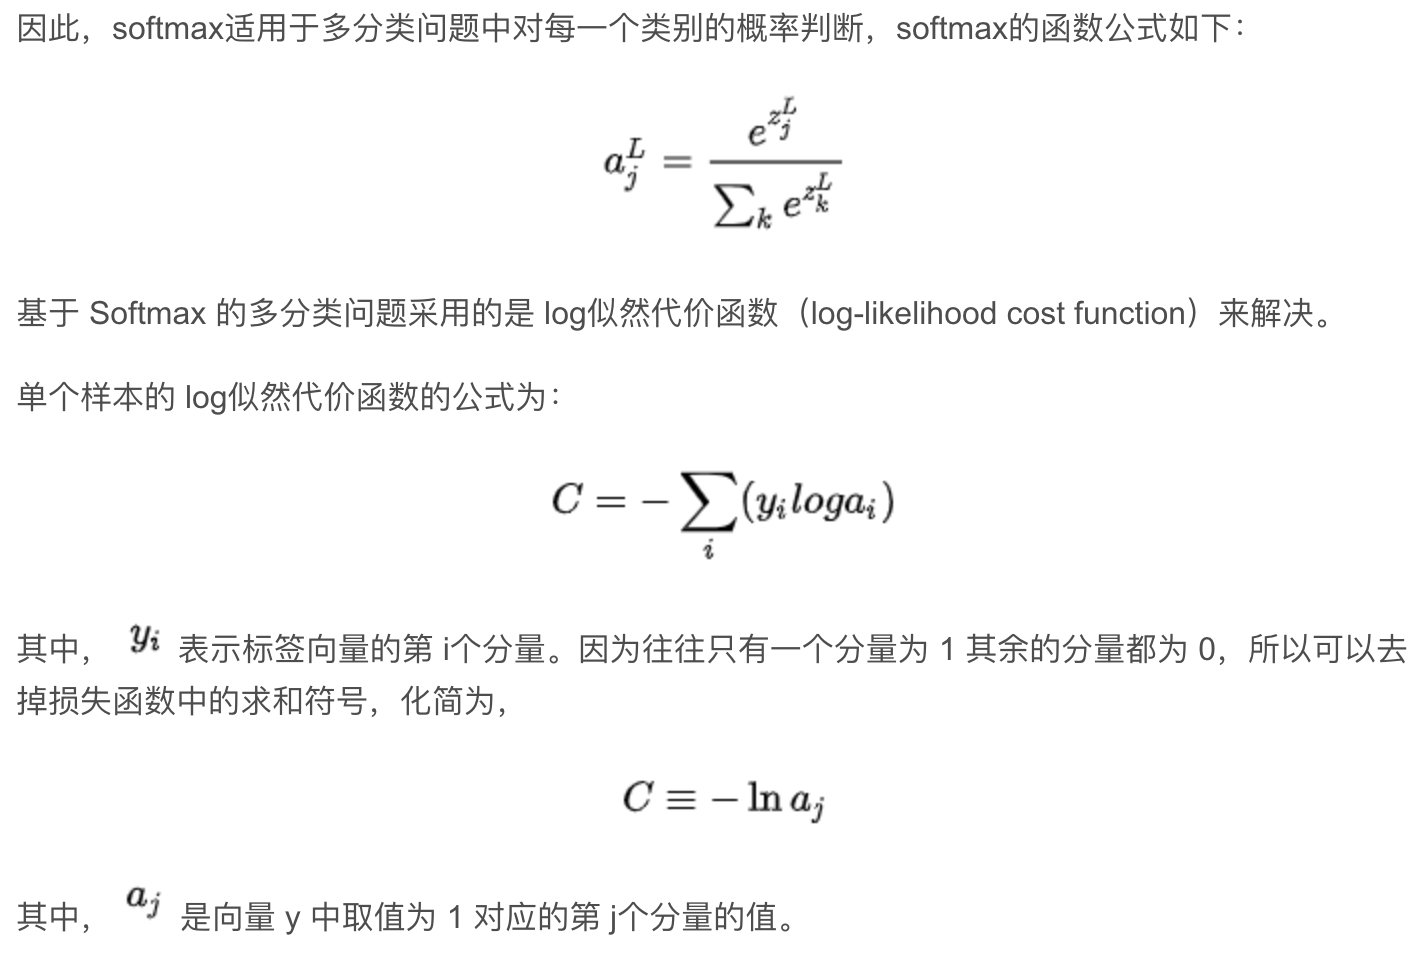 因此，softmax适用于多分类问题中对每一个类别的概率判断，softmax的函数公式如下：
a_j^L = \frac{e^{z_j^L}}{\sum_k e^{z_k^L}}
基于 Softmax 的多分类问题采用的是 log似然代价函数（log-likelihood cost function）来解决。
单个样本的 log似然代价函数的公式为：
C = -\sum_i (y_i log a_i)
其中， y_i 表示标签向量的第 i个分量。因为往往只有一个分量为 1 其余的分量都为 0，所以可以去
掉损失函数中的求和符号，化简为，
C ≡ − ln a_j
其中， a_j 是向量 y 中取值为 1 对应的第 j个分量的值。